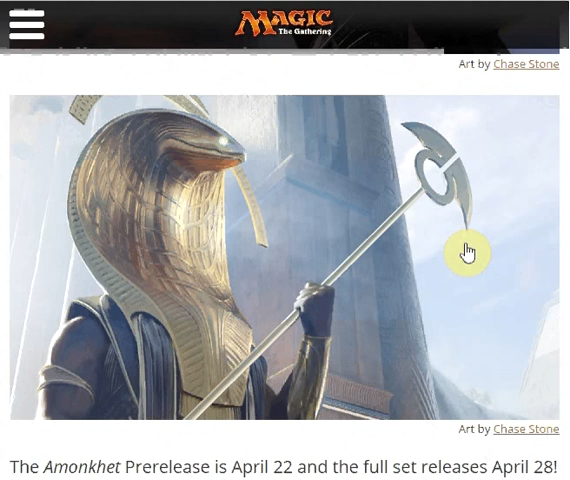 MAGIC
The Gathering
Art by Chase Stone
Art by Chase Stone
The Amonkhet Prerelease is April 22 and the full set releases April 28!